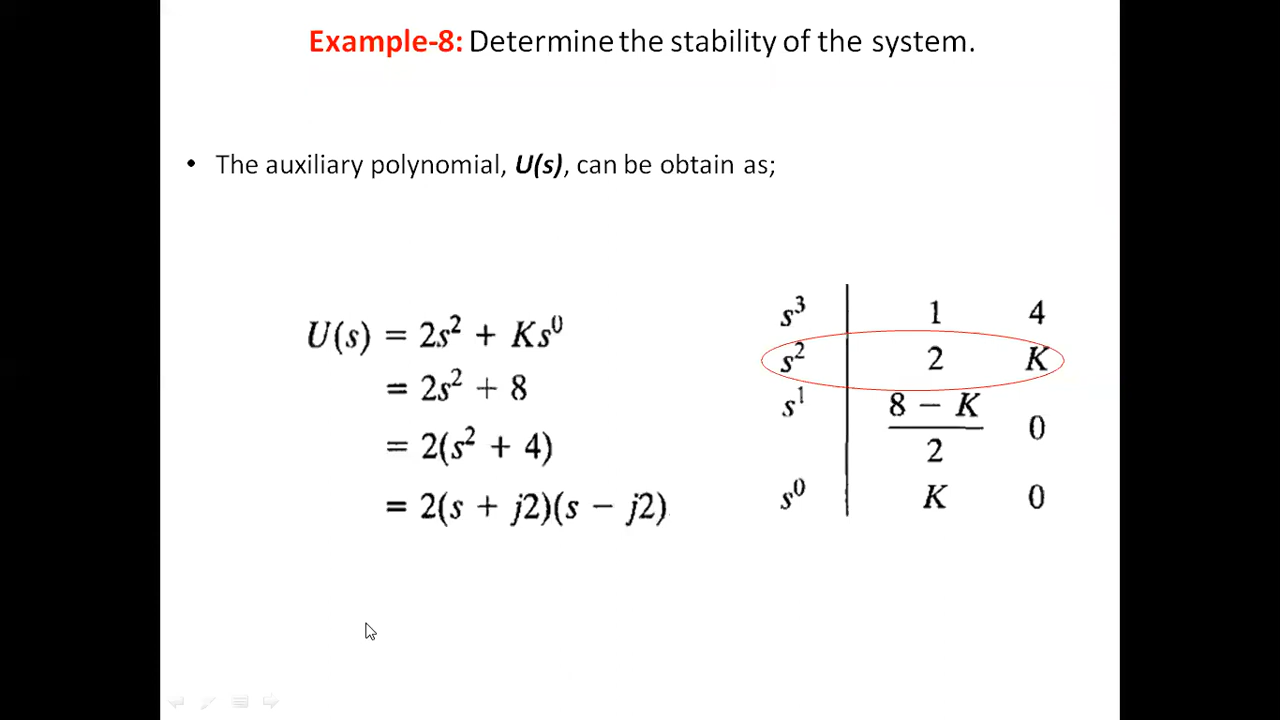 Example-8: Determine the stability of the system.
• The auxiliary polynomial, U(s), can be obtain as;
U(s) = 2s² + Ks⁰
= 2s² + 8
= 2(s² + 4)
= 2(s + j2)(s − j2)
s³ | 1 4
s² | 2 K
s¹ | (8 − K)/2 0
s⁰ | K 0